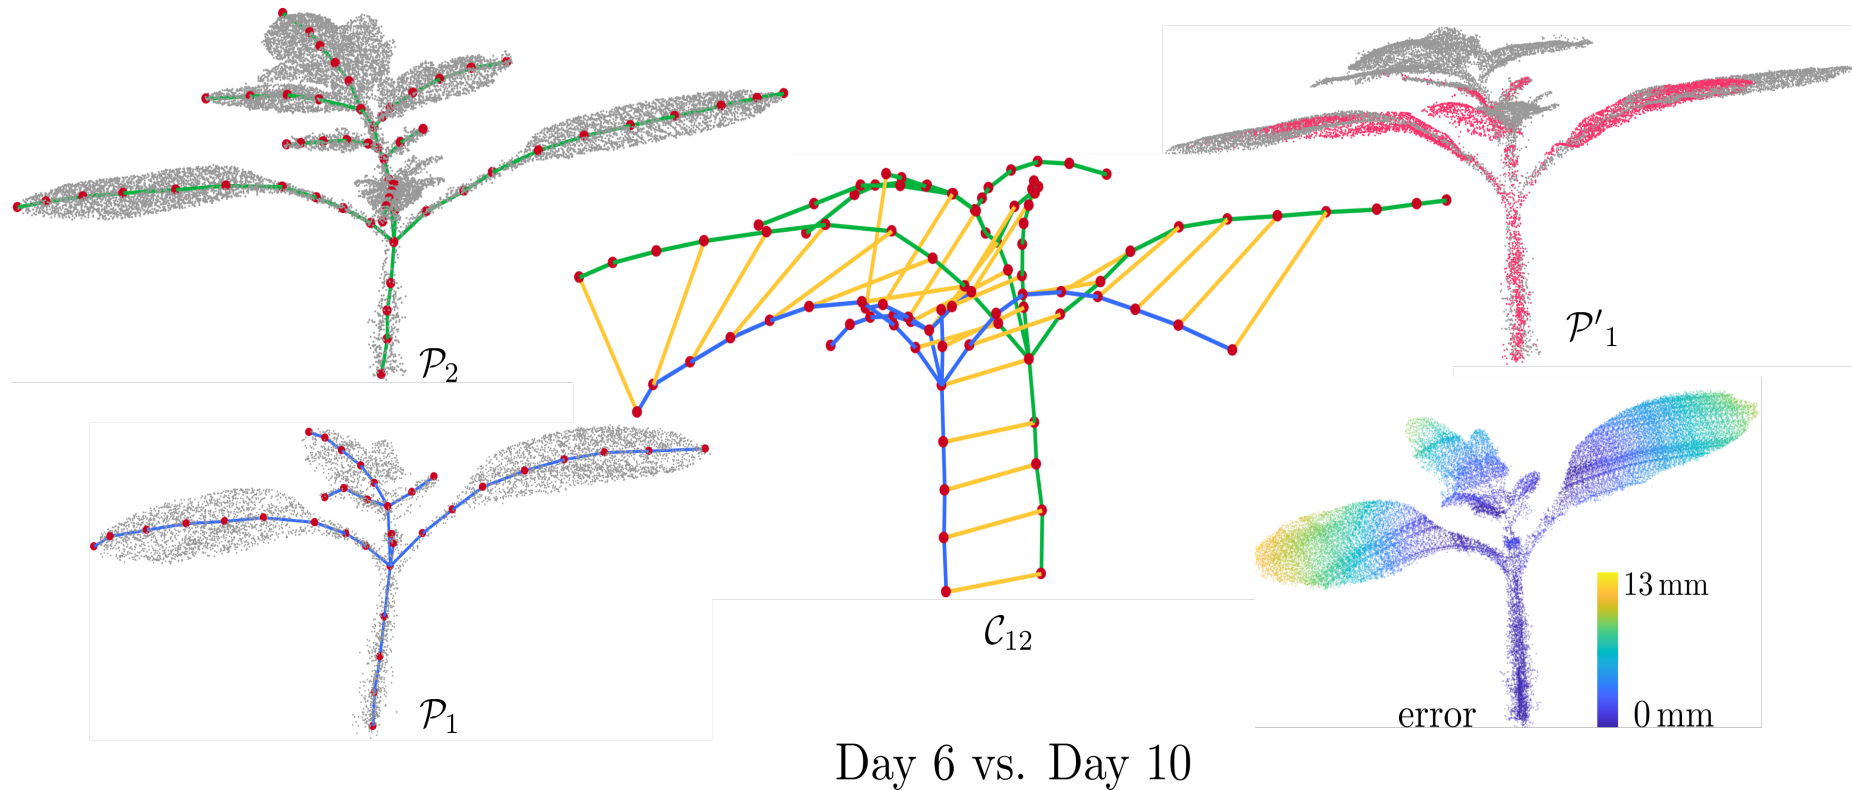 𝒫₂
𝒫′₁
𝒫₁
𝒞₁₂
13 mm
0 mm
error
Day 6 vs. Day 10